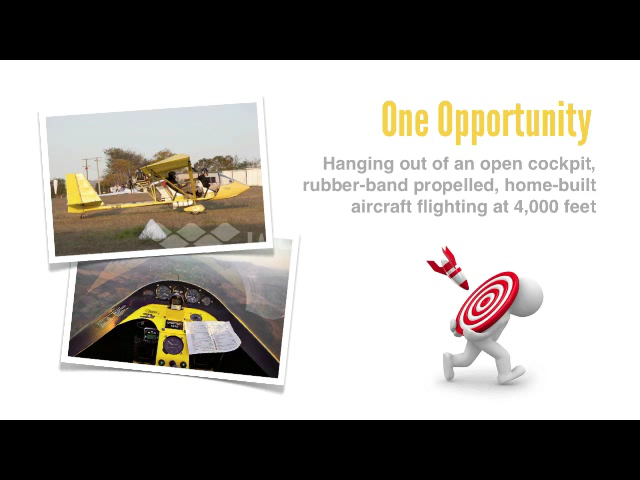 One Opportunity
Hanging out of an open cockpit,
rubber-band propelled, home-built
aircraft flighting at 4,000 feet